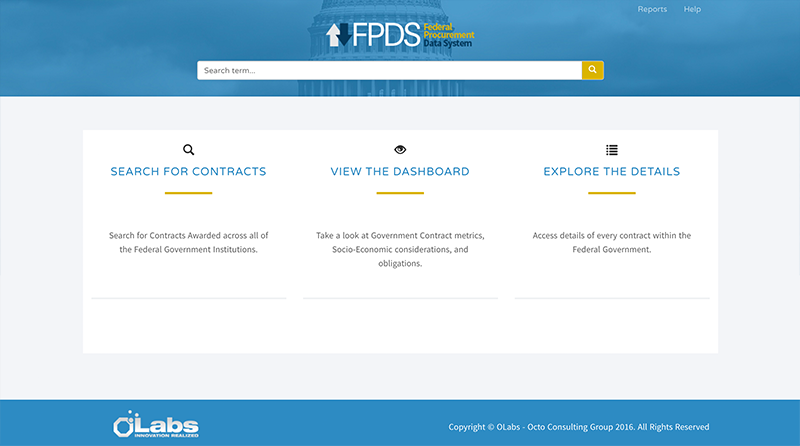 Reports Help
FPDS Federal
Procurement
Data System
Search term...
SEARCH FOR CONTRACTS
Search for Contracts Awarded across all of
the Federal Government Institutions.
VIEW THE DASHBOARD
Take a look at Government Contract metrics,
Socio-Economic considerations, and
obligations.
EXPLORE THE DETAILS
Access details of every contract within the
Federal Government.
OLabs
INNOVATION REALIZED
Copyright © OLabs - Octo Consulting Group 2016. All Rights Reserved